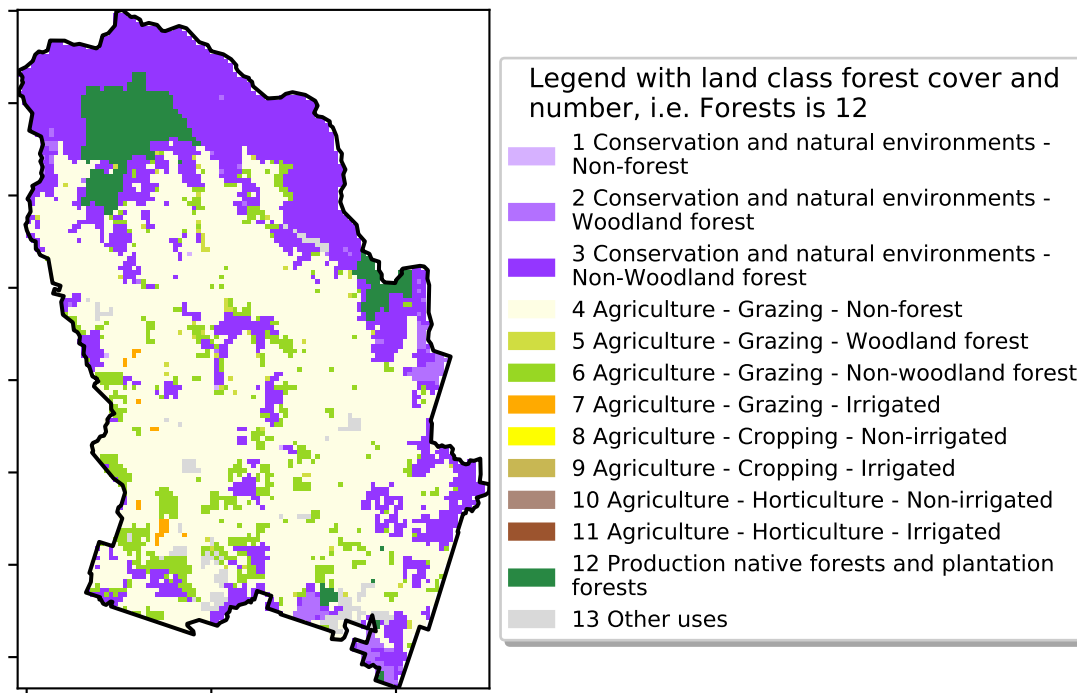 Legend with land class forest cover and
number, i.e. Forests is 12
1 Conservation and natural environments -
Non-forest
2 Conservation and natural environments -
Woodland forest
3 Conservation and natural environments -
Non-Woodland forest
4 Agriculture - Grazing - Non-forest
5 Agriculture - Grazing - Woodland forest
6 Agriculture - Grazing - Non-woodland forest
7 Agriculture - Grazing - Irrigated
8 Agriculture - Cropping - Non-irrigated
9 Agriculture - Cropping - Irrigated
10 Agriculture - Horticulture - Non-irrigated
11 Agriculture - Horticulture - Irrigated
12 Production native forests and plantation
forests
13 Other uses